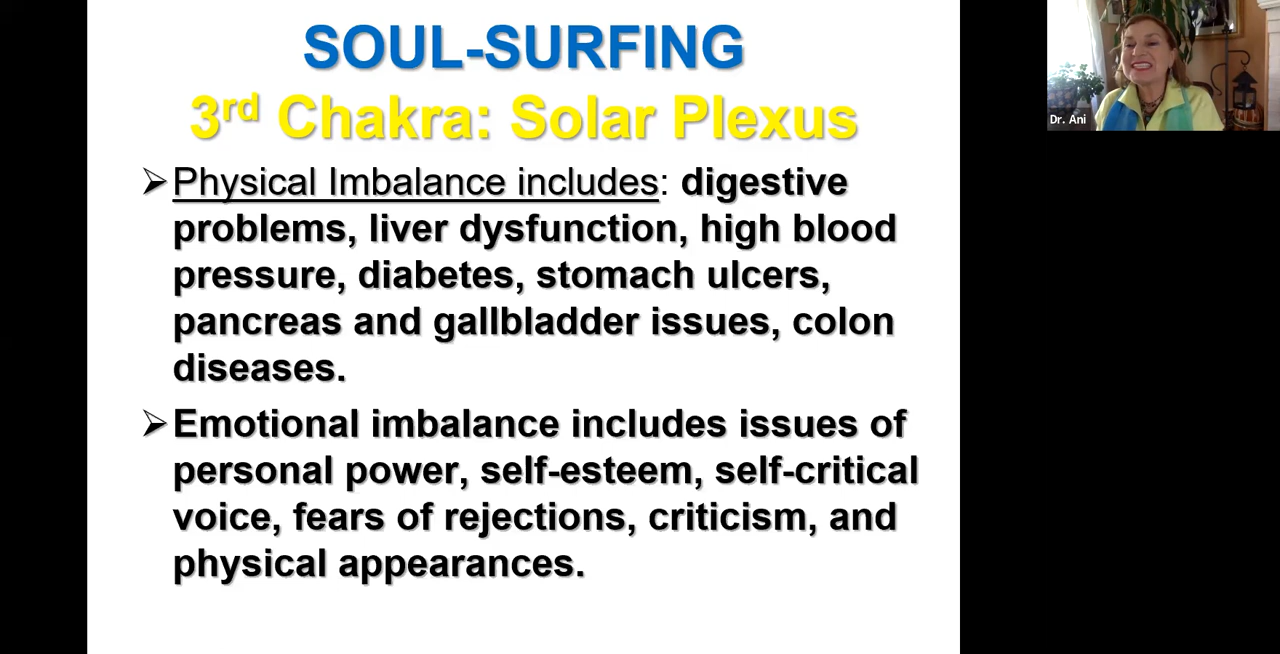 SOUL-SURFING
3rd Chakra: Solar Plexus
➢ Physical Imbalance includes: digestive
problems, liver dysfunction, high blood
pressure, diabetes, stomach ulcers,
pancreas and gallbladder issues, colon
diseases.
➢ Emotional imbalance includes issues of
personal power, self-esteem, self-critical
voice, fears of rejections, criticism, and
physical appearances.
Dr. Ani